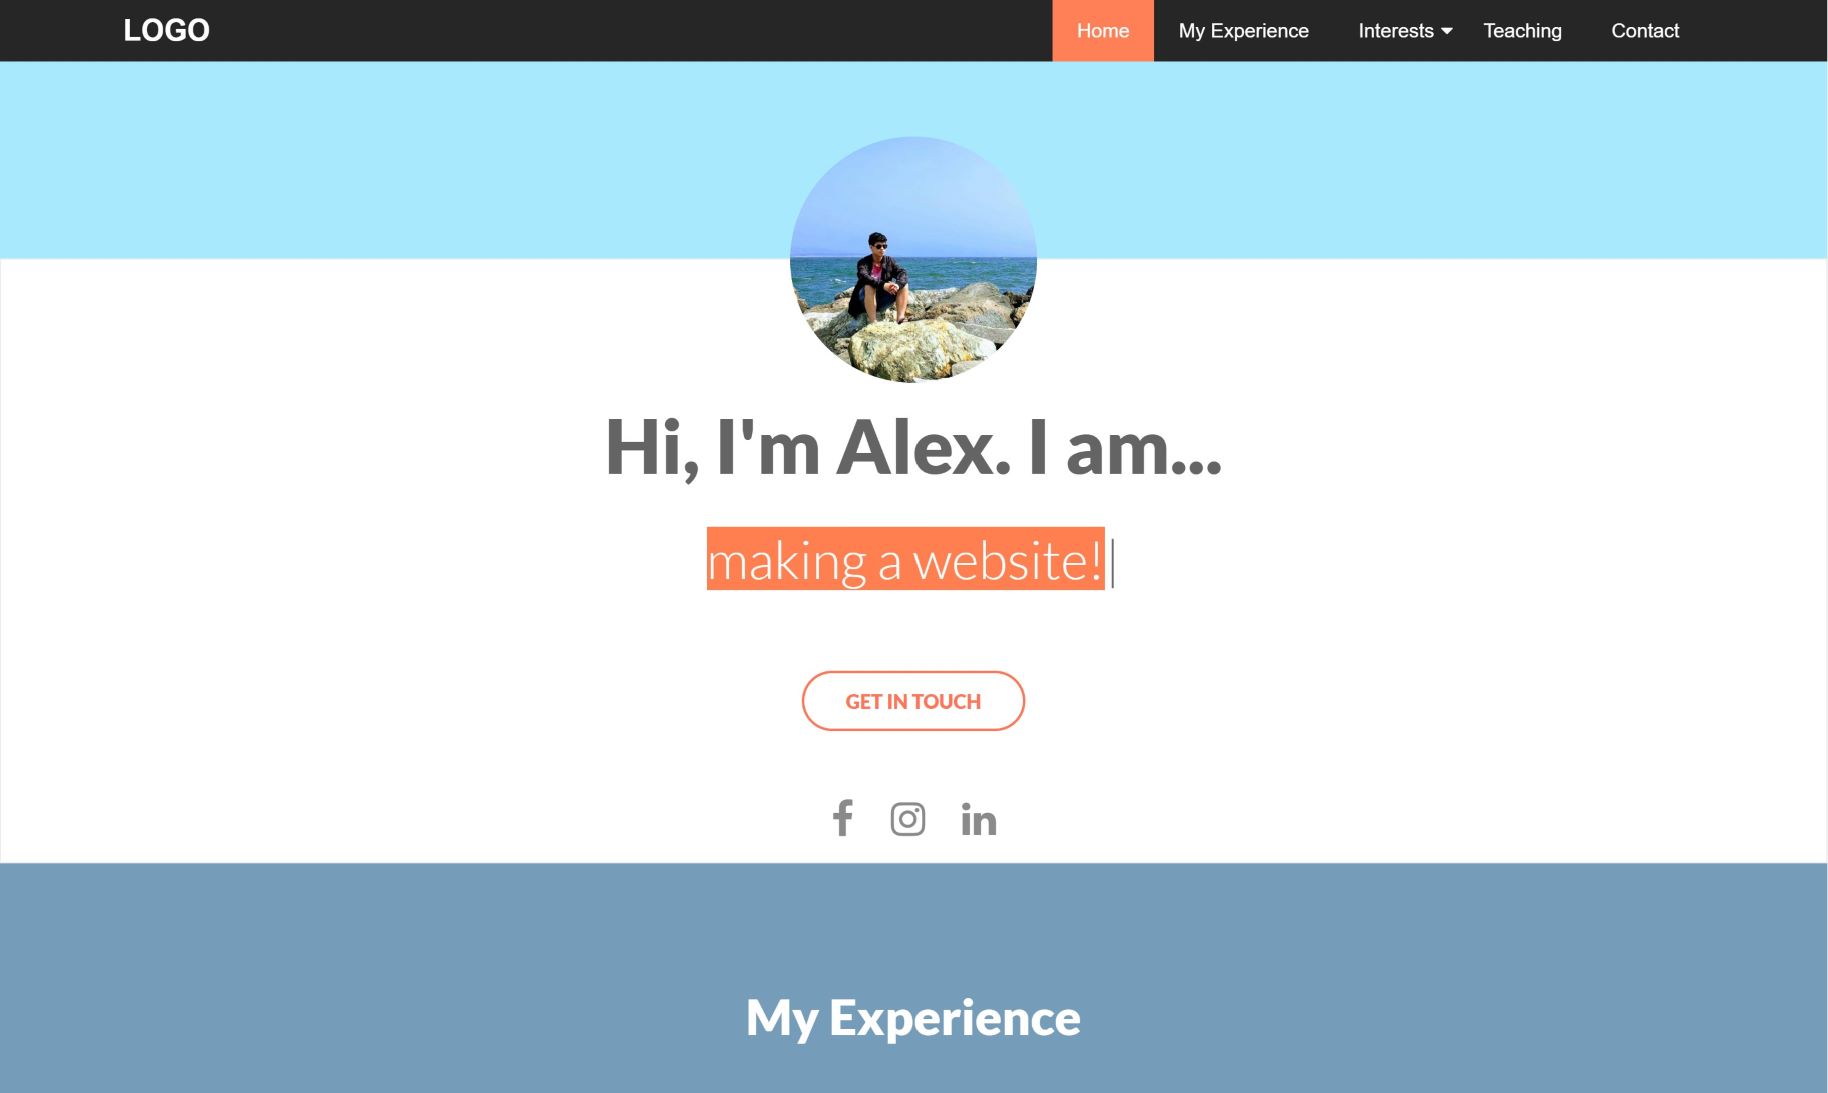 LOGO
Home My Experience Interests Teaching Contact
Hi, I'm Alex. I am...
making a website!
GET IN TOUCH
My Experience